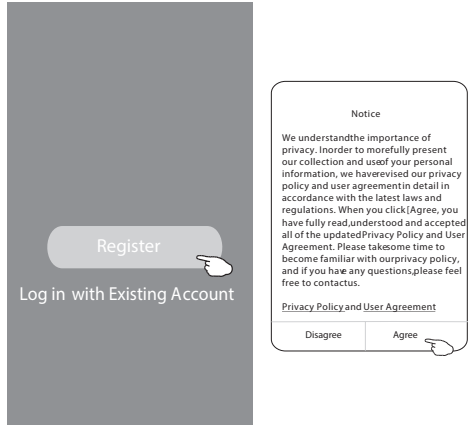 Register
Log in with Existing Account
Notice
We understandthe importance of
privacy. Inorder to morefully present
our collection and useof your personal
information, we haverevised our privacy
policy and user agreementin detail in
accordance with the latest laws and
regulations. When you click[Agree, you
have fully read,understood and accepted
all of the updatedPrivacy Policy and User
Agreement. Please takesome time to
become familiar with ourprivacy policy,
and if you have any questions,please feel
free to contactus.
Privacy Policy and User Agreement
Disagree
Agree